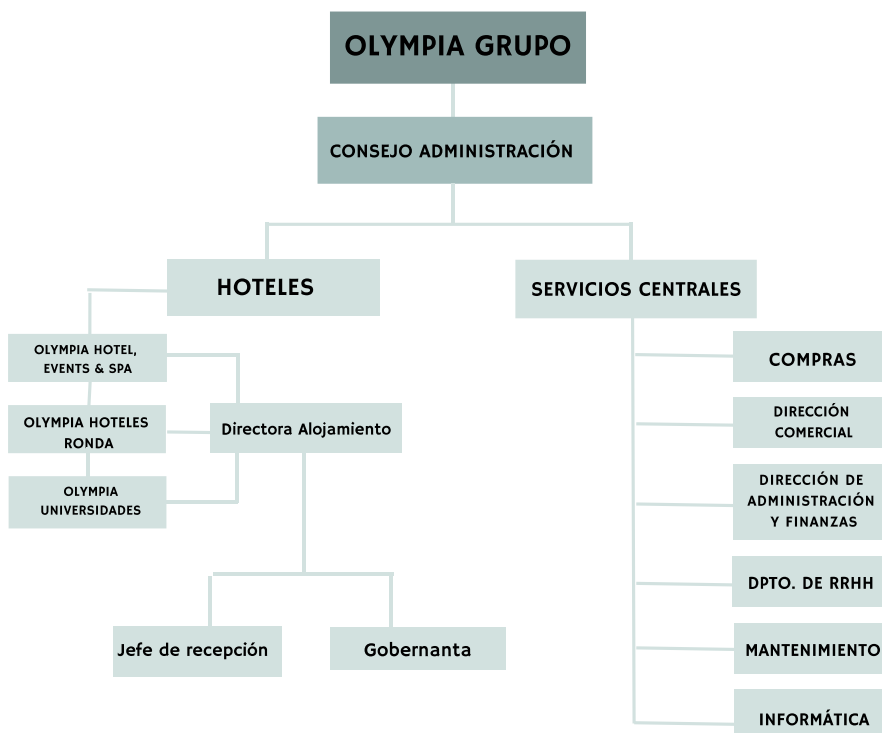 OLYMPIA GRUPO
CONSEJO ADMINISTRACIÓN
HOTELES
SERVICIOS CENTRALES
OLYMPIA HOTEL,
EVENTS & SPA
OLYMPIA HOTELES
RONDA
OLYMPIA
UNIVERSIDADES
Directora Alojamiento
Jefe de recepción
Gobernanta
COMPRAS
DIRECCIÓN
COMERCIAL
DIRECCIÓN DE
ADMINISTRACIÓN
Y FINANZAS
DPTO. DE RRHH
MANTENIMIENTO
INFORMÁTICA